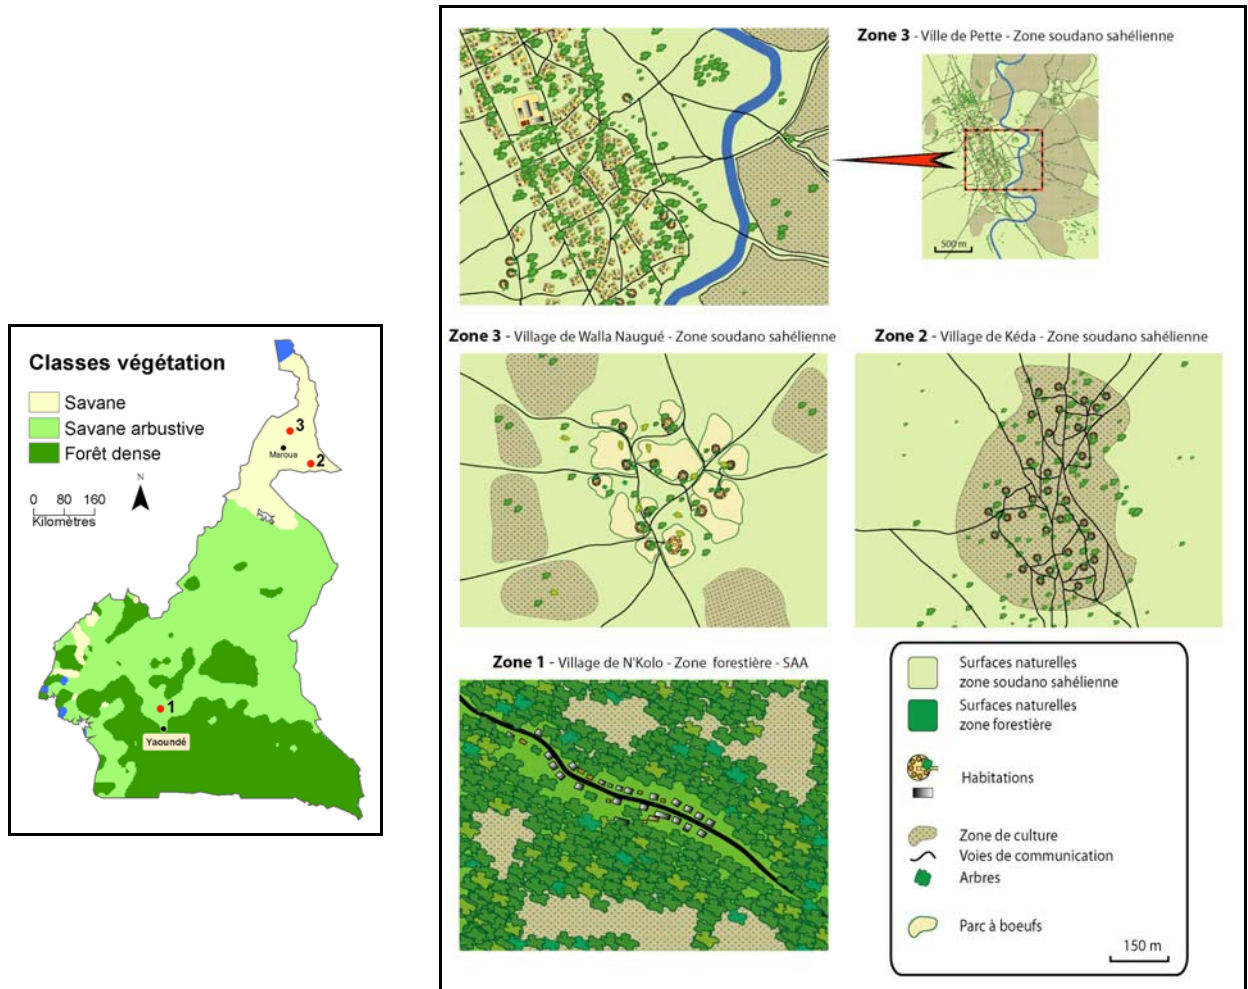 Classes végétation
Savane
Savane arbustive
Forêt dense
0 80 160
Kilomètres
N
3
Maroua
2
1
Yaoundé
Zone 3 - Ville de Pette - Zone soudano sahélienne
500 m
Zone 3 - Village de Walla Naugué - Zone soudano sahélienne
Zone 2 - Village de Kéda - Zone soudano sahélienne
Zone 1 - Village de N'Kolo - Zone forestière - SAA
Surfaces naturelles
zone soudano sahélienne
Surfaces naturelles
zone forestière
Habitations
Zone de culture
Voies de communication
Arbres
Parc à boeufs
150 m